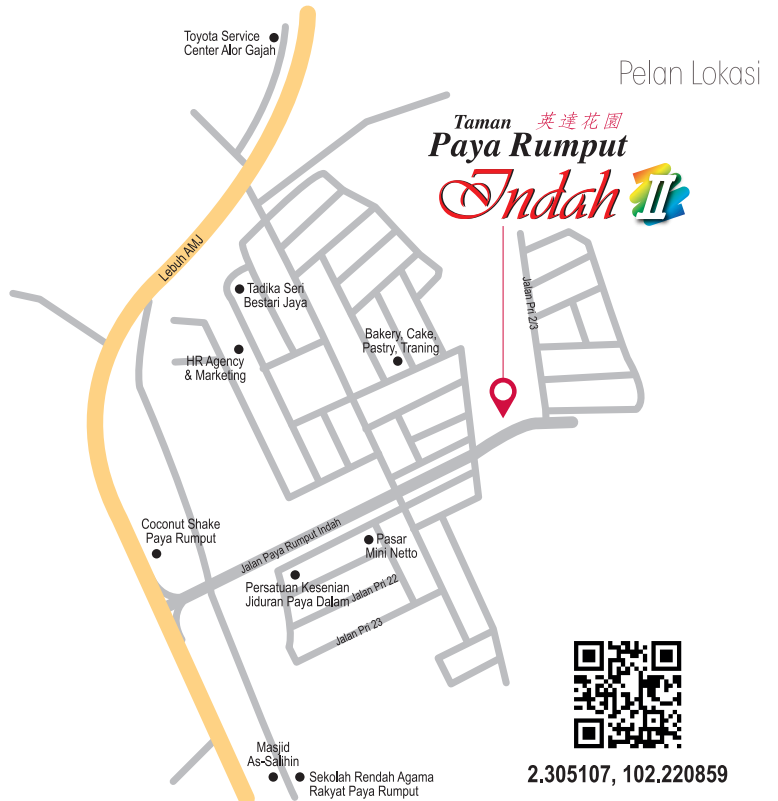 Toyota Service
Center Alor Gajah
Pelan Lokasi
Taman 英達花園
Paya Rumput
Indah II
Lebuh AMJ
Tadika Seri
Bestari Jaya
Jalan Pri 2/3
Bakery, Cake,
Pastry, Traning
HR Agency
& Marketing
Coconut Shake
Paya Rumput
Jalan Paya Rumput Indah
Pasar
Mini Netto
Persatuan Kesenian
Jiduran Paya Dalam
Jalan Pri 22
Jalan Pri 23
Masjid
As-Salihin
Sekolah Rendah Agama
Rakyat Paya Rumput
2.305107, 102.220859